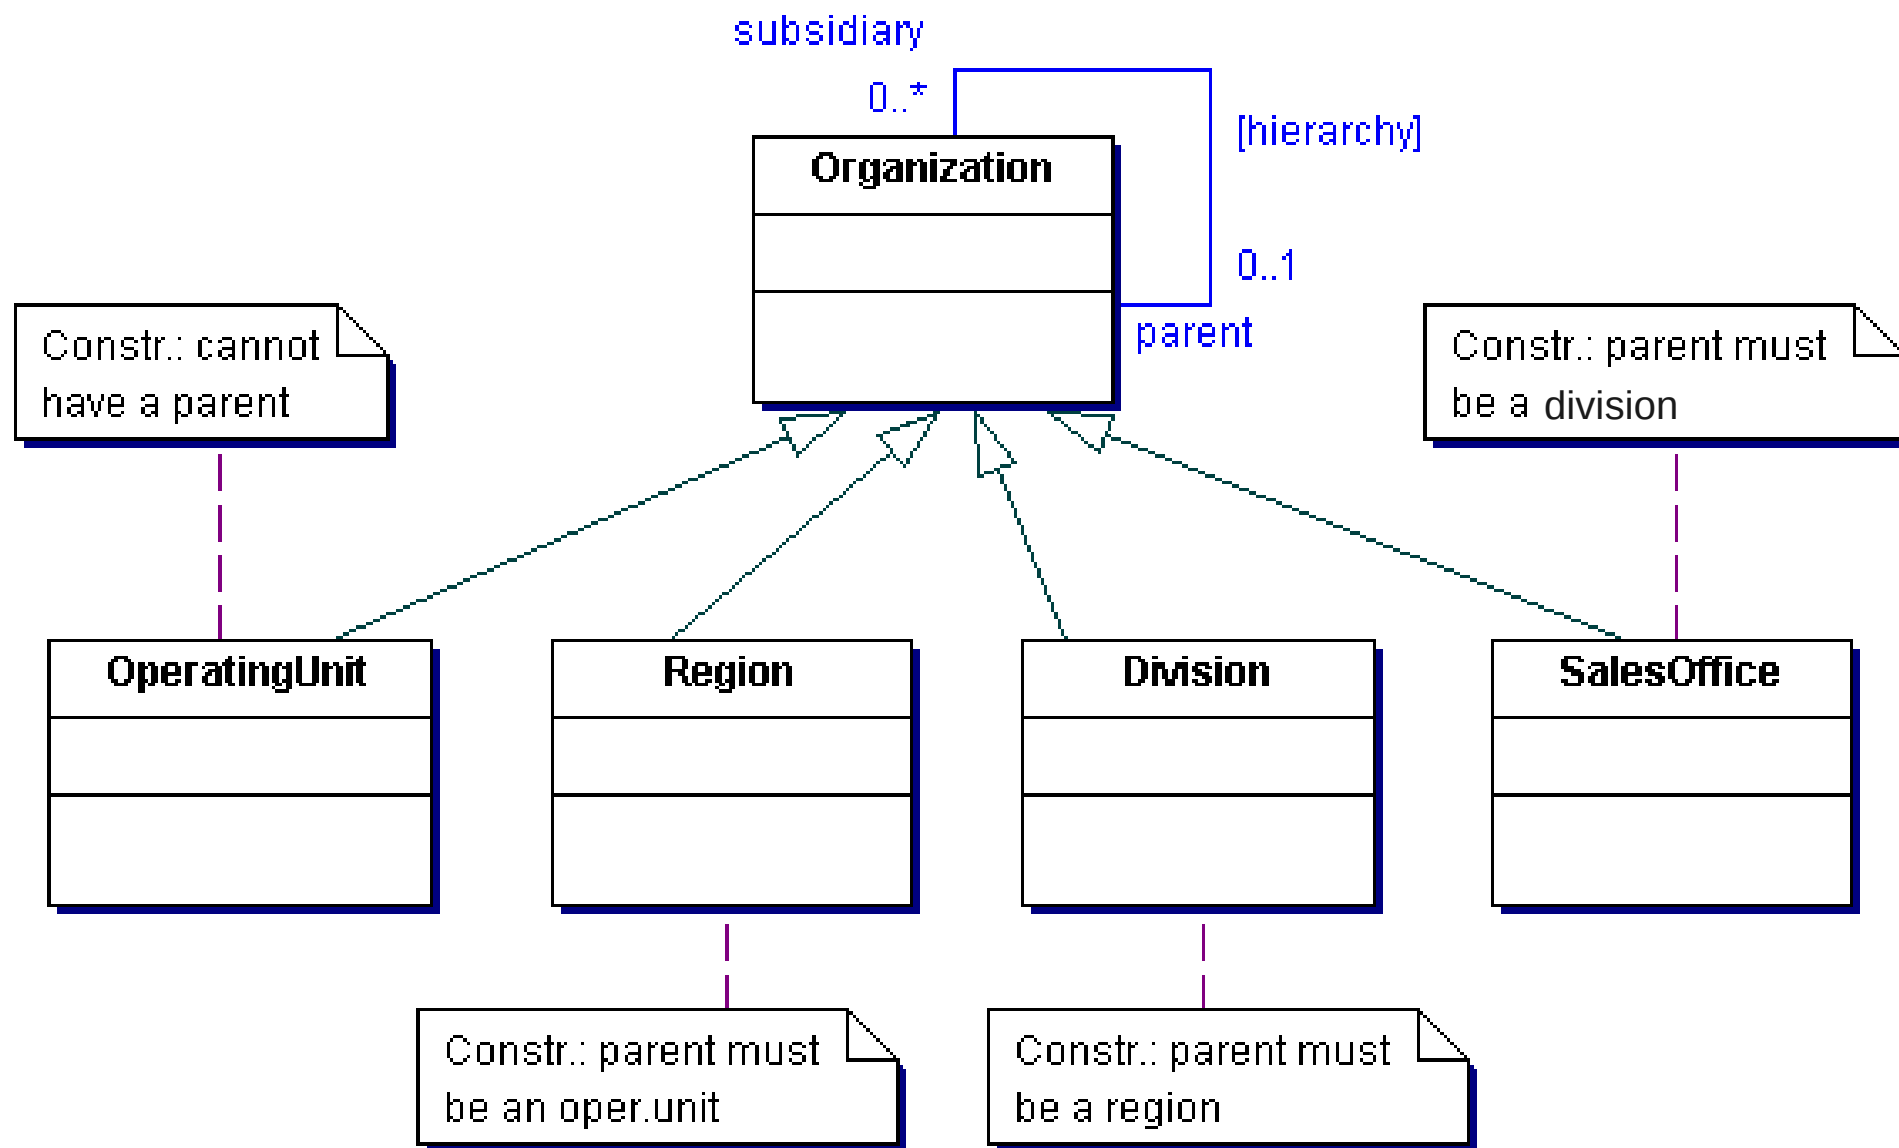 subsidiary
0..*
[hierarchy]
Organization
0..1
parent
Constr.: cannot
have a parent
Constr.: parent must
be a division
OperatingUnit
Region
Division
SalesOffice
Constr.: parent must
be an oper.unit
Constr.: parent must
be a region